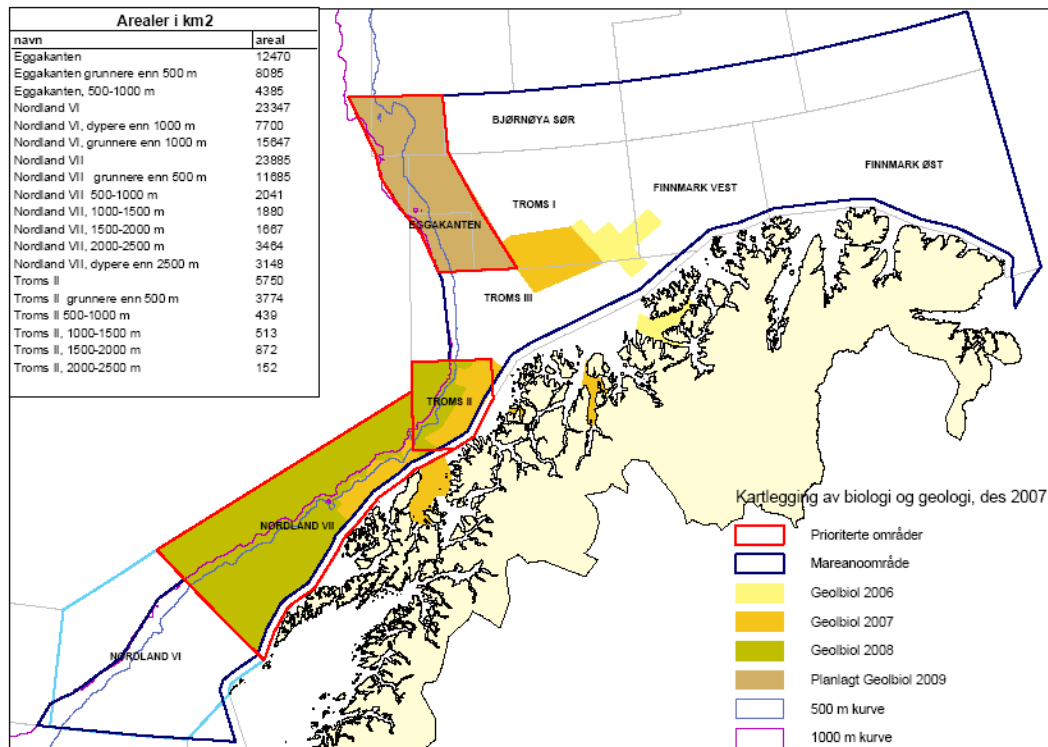 Arealer i km2
navn areal
Eggakanten 12470
Eggakanten grunnere enn 500 m 8085
Eggakanten, 500-1000 m 4385
Nordland VI 23347
Nordland VI, dypere enn 1000 m 7700
Nordland VI, grunnere enn 1000 m 15647
Nordland VII 23885
Nordland VII grunnere enn 500 m 11685
Nordland VII 500-1000 m 2041
Nordland VII, 1000-1500 m 1880
Nordland VII, 1500-2000 m 1667
Nordland VII, 2000-2500 m 3464
Nordland VII, dypere enn 2500 m 3148
Troms II 5750
Troms II grunnere enn 500 m 3774
Troms II 500-1000 m 439
Troms II, 1000-1500 m 513
Troms II, 1500-2000 m 872
Troms II, 2000-2500 m 152
BJØRNØYA SØR
FINNMARK ØST
FINNMARK VEST
TROMS I
EGGAKANTEN
TROMS III
TROMS II
NORDLAND VII
NORDLAND VI
Kartlegging av biologi og geologi, des 2007
Prioriterte områder
Mareanoområde
Geolbiol 2006
Geolbiol 2007
Geolbiol 2008
Planlagt Geolbiol 2009
500 m kurve
1000 m kurve